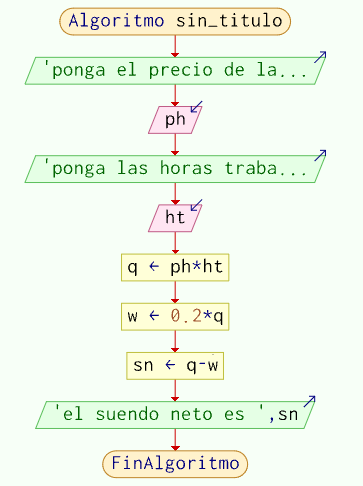 Algoritmo sin_titulo
'ponga el precio de la...
ph
'ponga las horas traba...
ht
q ← ph*ht
w ← 0.2*q
sn ← q-w
'el suendo neto es ',sn
FinAlgoritmo